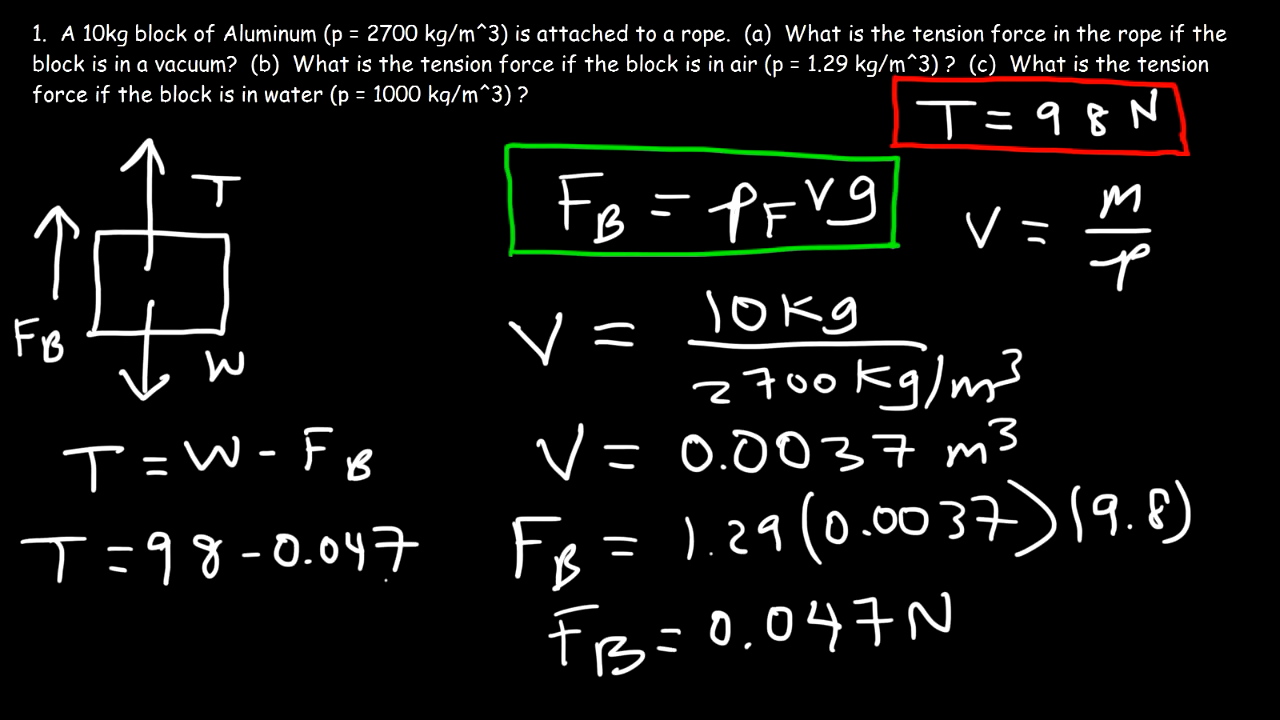 1. A 10kg block of Aluminum (p = 2700 kg/m^3) is attached to a rope. (a) What is the tension force in the rope if the
block is in a vacuum? (b) What is the tension force if the block is in air (p = 1.29 kg/m^3) ? (c) What is the tension
force if the block is in water (p = 1000 kg/m^3) ?
T = 98 N
T
F_B
W
F_B = ρ_F V g
V = m/ρ
V = 10 Kg / 2700 Kg/m³
V = 0.0037 m³
T = W - F_B
F_B = 1.29 (0.0037) (9.8)
T = 98 - 0.047
F_B = 0.047 N